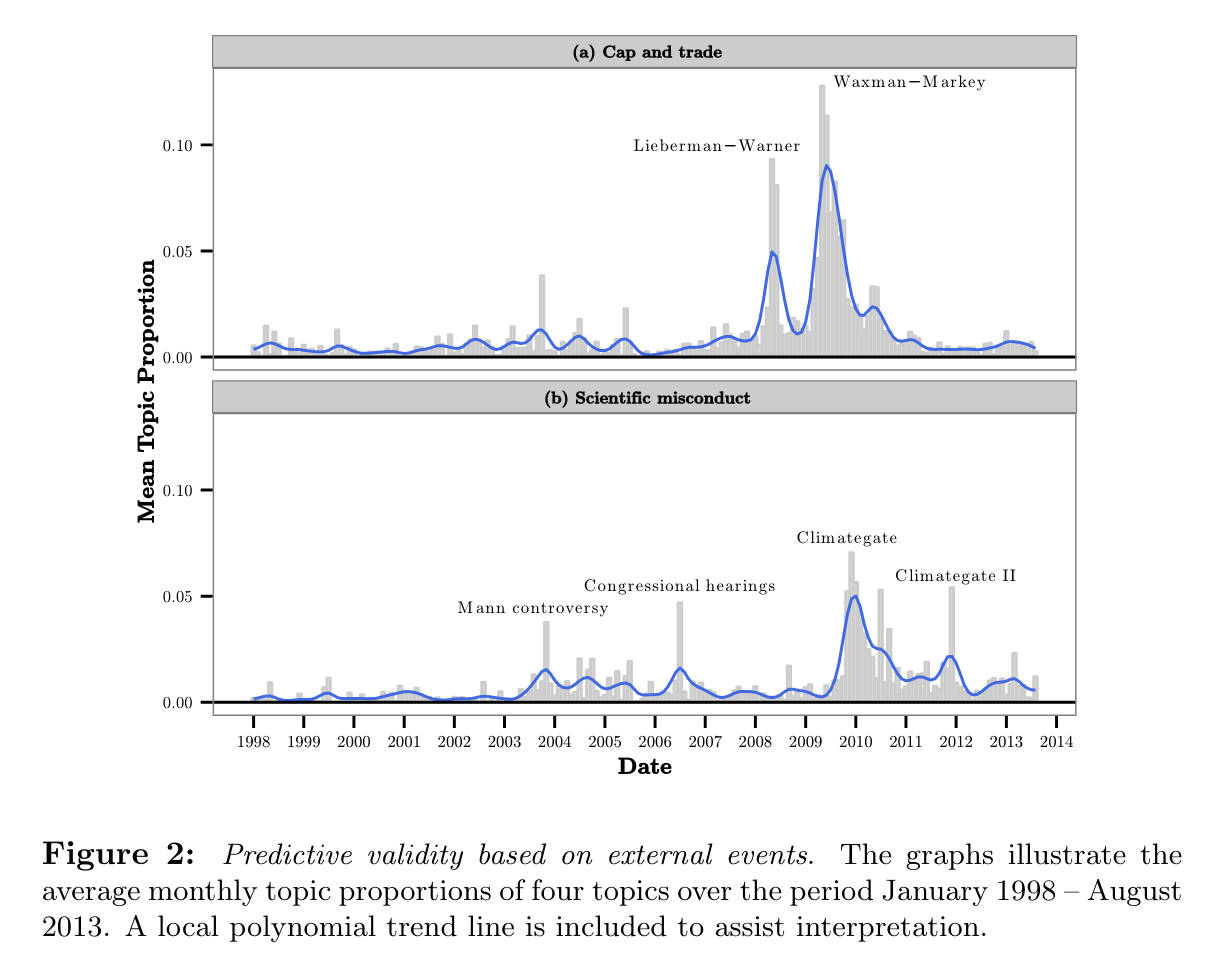 (a) Cap and trade
Waxman−Markey
Lieberman−Warner
0.10
0.05
0.00
Mean Topic Proportion
(b) Scientific misconduct
0.10
Climategate
Climategate II
Congressional hearings
Mann controversy
0.05
0.00
1998 1999 2000 2001 2002 2003 2004 2005 2006 2007 2008 2009 2010 2011 2012 2013 2014
Date
Figure 2: Predictive validity based on external events. The graphs illustrate the
average monthly topic proportions of four topics over the period January 1998 – August
2013. A local polynomial trend line is included to assist interpretation.